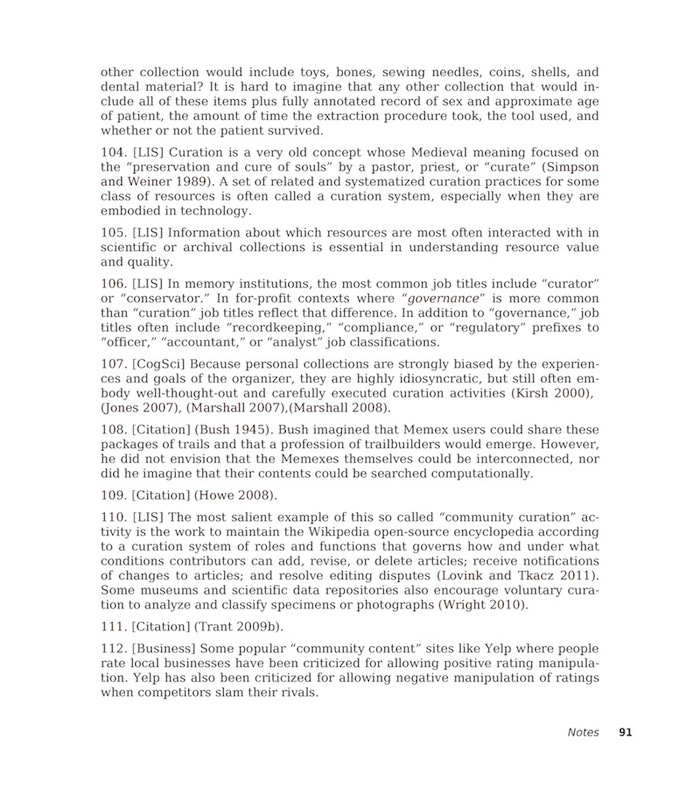 other collection would include toys, bones, sewing needles, coins, shells, and
dental material? It is hard to imagine that any other collection that would in-
clude all of these items plus fully annotated record of sex and approximate age
of patient, the amount of time the extraction procedure took, the tool used, and
whether or not the patient survived.
104. [LIS] Curation is a very old concept whose Medieval meaning focused on
the “preservation and cure of souls” by a pastor, priest, or “curate” (Simpson
and Weiner 1989). A set of related and systematized curation practices for some
class of resources is often called a curation system, especially when they are
embodied in technology.
105. [LIS] Information about which resources are most often interacted with in
scientific or archival collections is essential in understanding resource value
and quality.
106. [LIS] In memory institutions, the most common job titles include “curator”
or “conservator.” In for-profit contexts where “governance” is more common
than “curation” job titles reflect that difference. In addition to “governance,” job
titles often include “recordkeeping,” “compliance,” or “regulatory” prefixes to
“officer,” “accountant,” or “analyst” job classifications.
107. [CogSci] Because personal collections are strongly biased by the experien-
ces and goals of the organizer, they are highly idiosyncratic, but still often em-
body well-thought-out and carefully executed curation activities (Kirsh 2000),
(Jones 2007), (Marshall 2007),(Marshall 2008).
108. [Citation] (Bush 1945). Bush imagined that Memex users could share these
packages of trails and that a profession of trailbuilders would emerge. However,
he did not envision that the Memexes themselves could be interconnected, nor
did he imagine that their contents could be searched computationally.
109. [Citation] (Howe 2008).
110. [LIS] The most salient example of this so called “community curation” ac-
tivity is the work to maintain the Wikipedia open-source encyclopedia according
to a curation system of roles and functions that governs how and under what
conditions contributors can add, revise, or delete articles; receive notifications
of changes to articles; and resolve editing disputes (Lovink and Tkacz 2011).
Some museums and scientific data repositories also encourage voluntary cura-
tion to analyze and classify specimens or photographs (Wright 2010).
111. [Citation] (Trant 2009b).
112. [Business] Some popular “community content” sites like Yelp where people
rate local businesses have been criticized for allowing positive rating manipula-
tion. Yelp has also been criticized for allowing negative manipulation of ratings
when competitors slam their rivals.
Notes 91